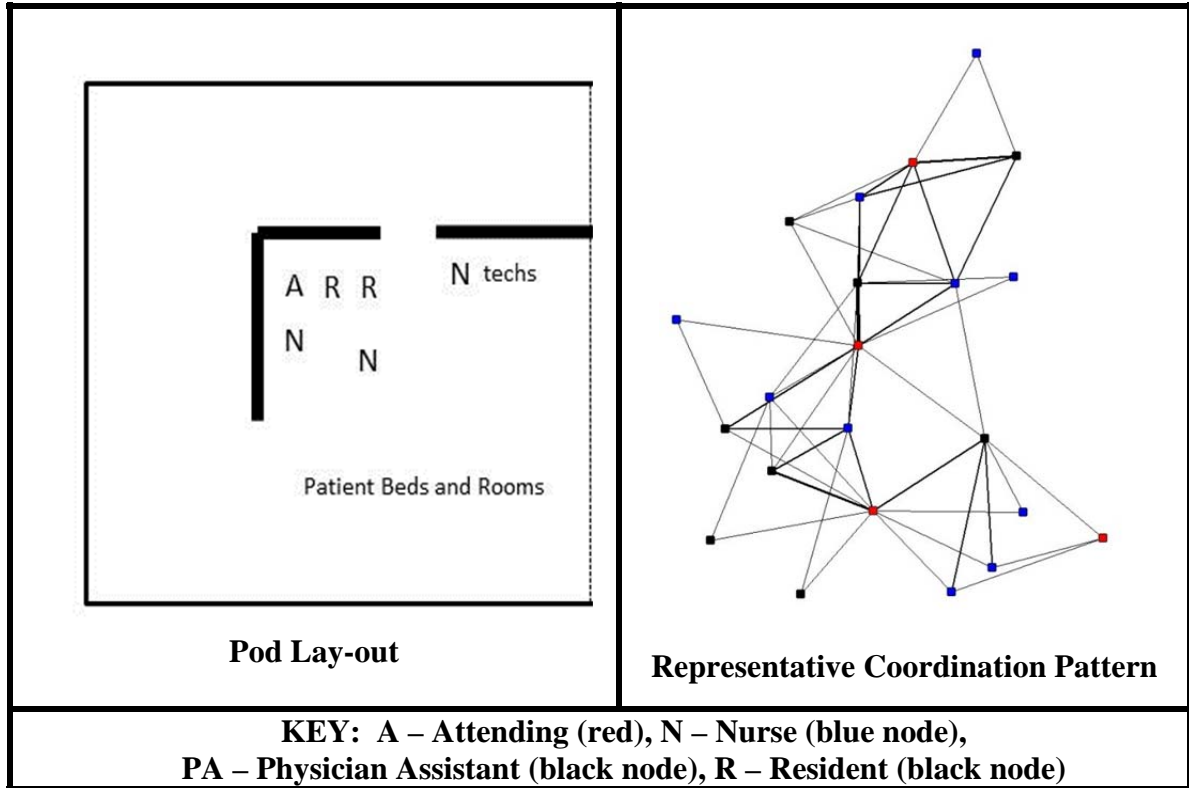 A R R
N techs
N
N
Patient Beds and Rooms
Pod Lay-out
Representative Coordination Pattern
KEY: A – Attending (red), N – Nurse (blue node),
PA – Physician Assistant (black node), R – Resident (black node)